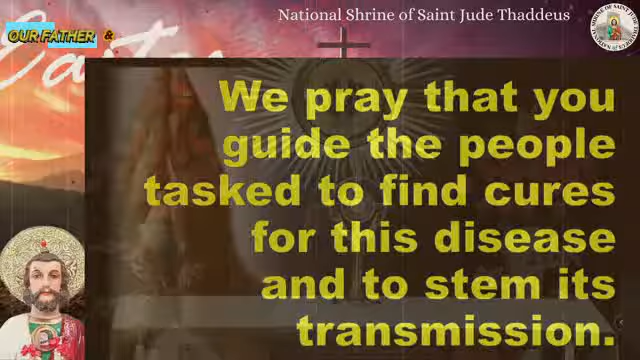 National Shrine of Saint Jude Thaddeus
OUR FATHER &
We pray that you
guide the people
tasked to find cures
for this disease
and to stem its
transmission.